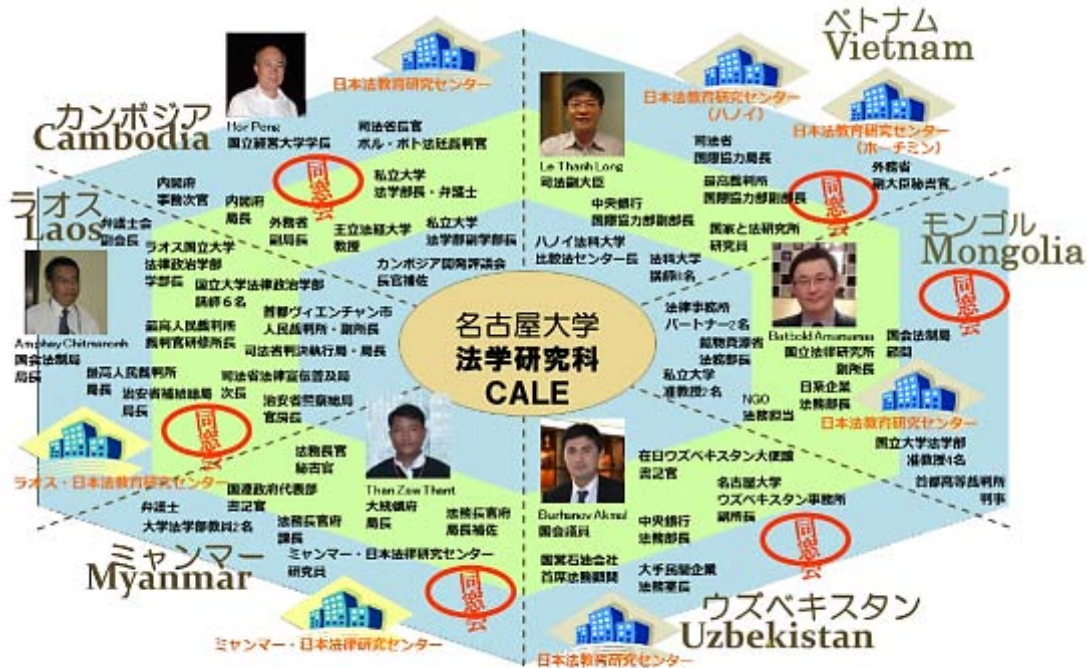 カンボジア
Cambodia
Hor Peng
国立経営大学学長
日本法教育研究センター
司法省長官
ポル・ポト法廷裁判官
同窓会
私立大学
法学部長・弁護士
内閣府
事務次官
内閣府
局長
外務省
副局長
王立法経大学
教授
私立大学
法学部副学部長
カンボジア開発評議会
長官補佐
ベトナム
Vietnam
日本法教育研究センター
(ハノイ)
日本法教育研究センター
(ホーチミン)
Le Thanh Long
司法副大臣
司法省
国際協力局長
最高裁判所
国際協力部副部長
同窓会
外務省
副大臣秘書官
中央銀行
国際協力部副部長
国家と法研究所
研究員
ハノイ法科大学
比較法センター長
法科大学
講師8名
法律事務所
パートナー2名
私立大学
准教授2名
ラオス
Laos
弁護士会
副会長
ラオス国立大学
法律政治学部
学部長
国立大学法律政治学部
講師6名
首都ヴィエンチャン市
人民裁判所・副所長
最高人民裁判所
裁判官研修所長
司法省判決執行局・局長
Amphay Chitmanonh
国会法制局
局長
最高人民裁判所
局長
司法省法律宣伝普及局
次長
治安省補給総局
局長
治安省警察総局
官房長
同窓会
ラオス・日本法教育研究センター
名古屋大学
法学研究科
CALE
モンゴル
Mongolia
同窓会
Batbold Amarsanaa
国立法律研究所
副所長
国会法制局
顧問
鉱物資源省
法務部長
日系企業
法務部長
NGO
法務担当
日本法教育研究センター
国立大学法学部
准教授4名
首都高等裁判所
判事
ミャンマー
Myanmar
法務長官
秘書官
国連政府代表部
書記官
弁護士
大学法学部教員2名
法務長官府
課長
Than Zaw Thant
大統領府
局長
法務長官府
局長補佐
ミャンマー・日本法律研究センター
研究員
同窓会
ミャンマー・日本法律研究センター
ウズベキスタン
Uzbekistan
Burhanov Akmal
国会議員
在日ウズベキスタン大使館
書記官
名古屋大学
ウズベキスタン事務所
副所長
中央銀行
法務部長
国営石油会社
首席法務顧問
大手民間企業
法務室長
同窓会
日本法教育研究センター